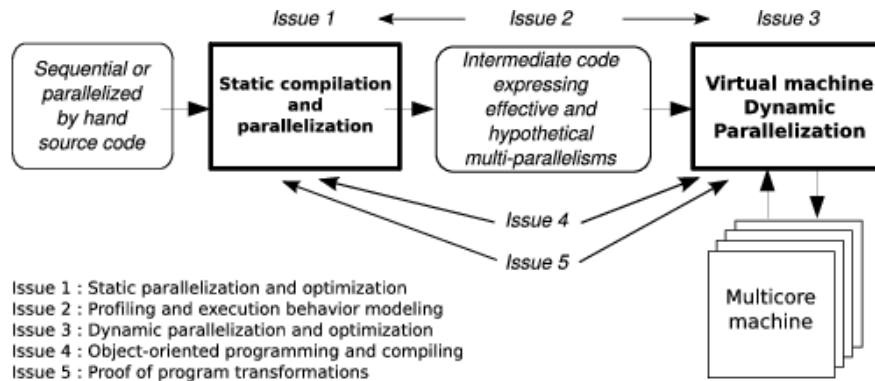 Issue 1
Issue 2
Issue 3
Sequential or
parallelized
by hand
source code
Static compilation
and
parallelization
Intermediate code
expressing
effective and
hypothetical
multi-parallelisms
Virtual machine
Dynamic
Parallelization
Issue 4
Issue 5
Multicore
machine
Issue 1 : Static parallelization and optimization
Issue 2 : Profiling and execution behavior modeling
Issue 3 : Dynamic parallelization and optimization
Issue 4 : Object-oriented programming and compiling
Issue 5 : Proof of program transformations